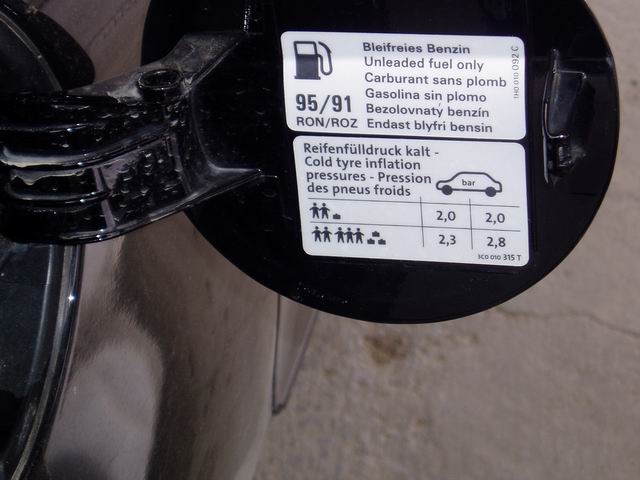 Bleifreies Benzin
Unleaded fuel only
Carburant sans plomb
Gasolina sin plomo
Bezolovnatý benzín
Endast blyfri bensin
95/91
RON/ROZ
1H0 010 092 C
Reifenfülldruck kalt -
Cold tyre inflation
pressures - Pression
des pneus froids
bar
2,0 2,0
2,3 2,8
3C0 010 315 T